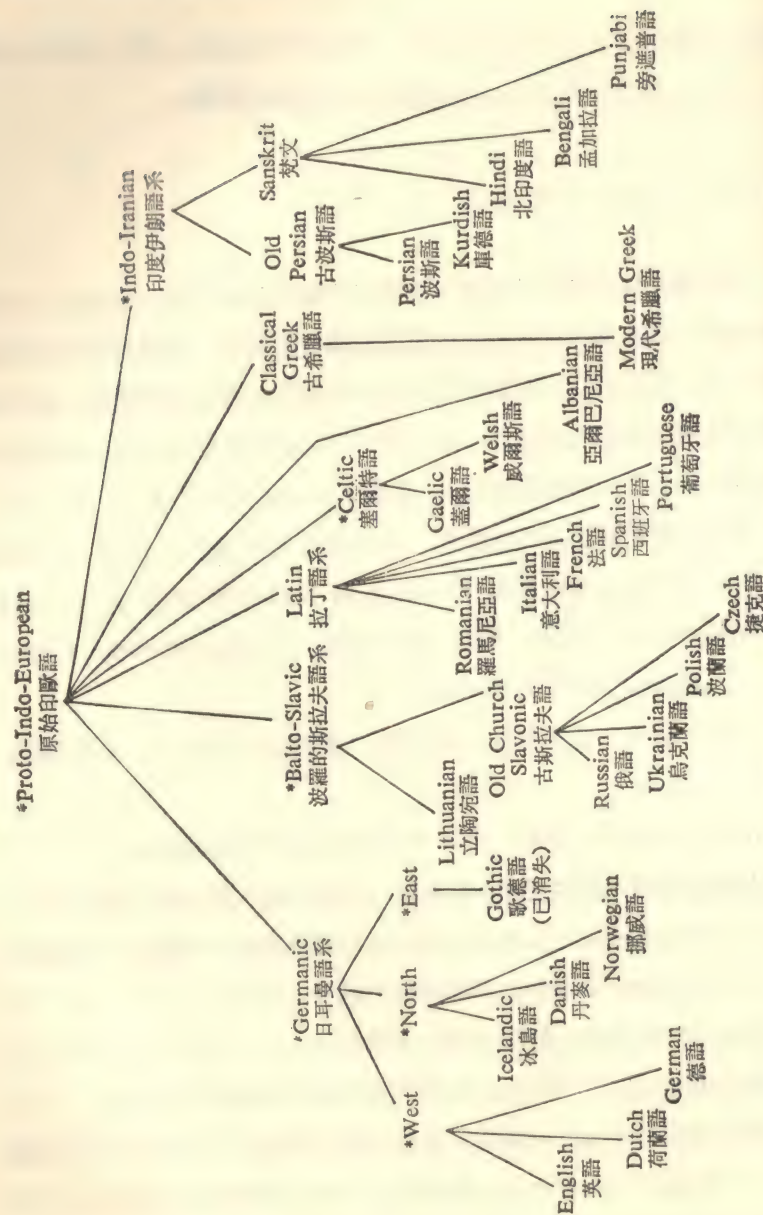 *Proto-Indo-European
原始印歐語
*Germanic
日耳曼語系
*Balto-Slavic
波羅的斯拉夫語系
Latin
拉丁語系
*Celtic
塞爾特語
Classical
Greek
古希臘語
*Indo-Iranian
印度伊朗語系
*West
*North
*East
Lithuanian
立陶宛語
Old Church
Slavonic
古斯拉夫語
Romanian
羅馬尼亞語
Italian
意大利語
French
法語
Spanish
西班牙語
Portuguese
葡萄牙語
Gaelic
蓋爾語
Welsh
威爾斯語
Albanian
亞爾巴尼亞語
Modern Greek
現代希臘語
Old
Persian
古波斯語
Sanskrit
梵文
Persian
波斯語
Kurdish
庫德語
Hindi
北印度語
Bengali
孟加拉語
Punjabi
旁遮普語
English
英語
Dutch
荷蘭語
German
德語
Icelandic
冰島語
Danish
丹麥語
Norwegian
挪威語
Gothic
歌德語
(已消失)
Russian
俄語
Ukrainian
烏克蘭語
Polish
波蘭語
Czech
捷克語